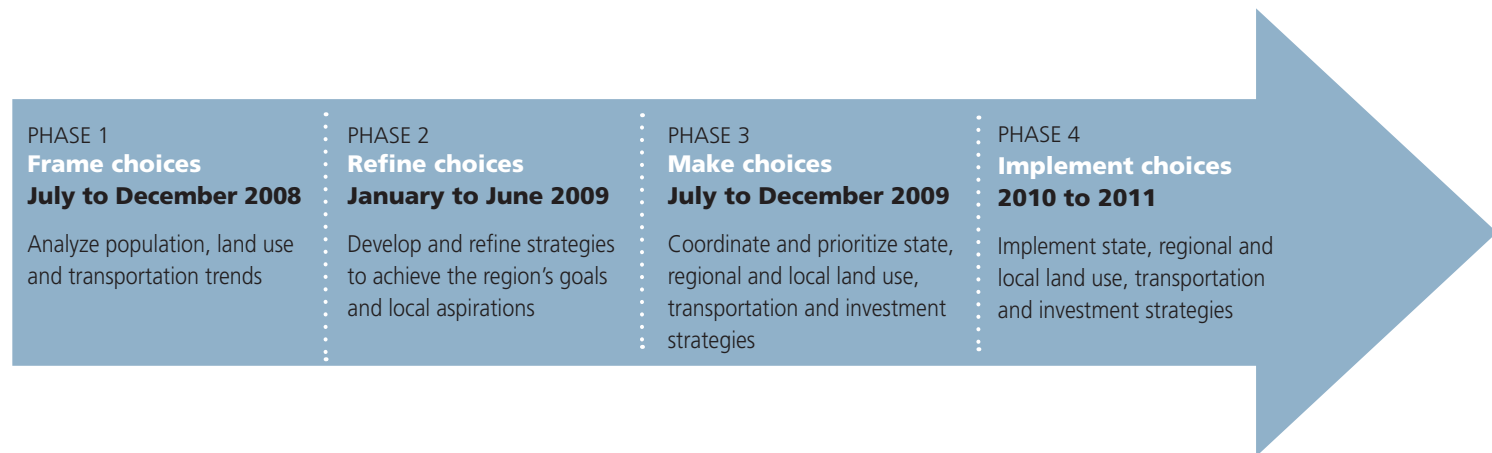 PHASE 1
Frame choices
July to December 2008
Analyze population, land use
and transportation trends
PHASE 2
Refine choices
January to June 2009
Develop and refine strategies
to achieve the region’s goals
and local aspirations
PHASE 3
Make choices
July to December 2009
Coordinate and prioritize state,
regional and local land use,
transportation and investment
strategies
PHASE 4
Implement choices
2010 to 2011
Implement state, regional and
local land use, transportation
and investment strategies